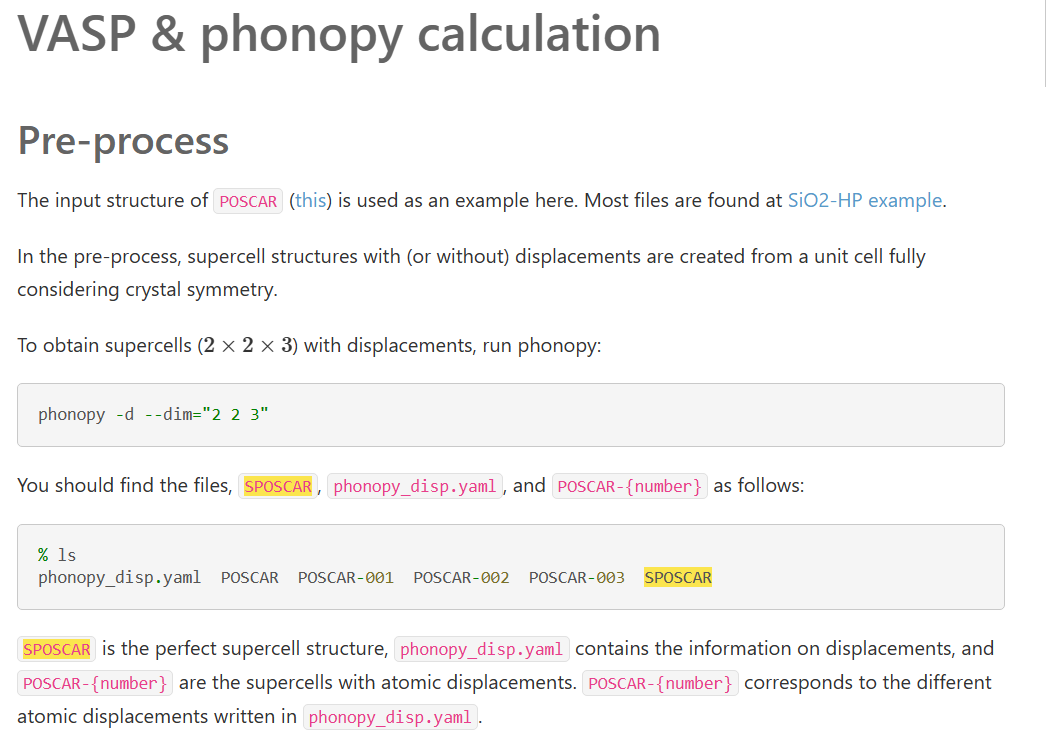 VASP & phonopy calculation
Pre-process
The input structure of POSCAR (this) is used as an example here. Most files are found at SiO2-HP example.
In the pre-process, supercell structures with (or without) displacements are created from a unit cell fully
considering crystal symmetry.
To obtain supercells (2 × 2 × 3) with displacements, run phonopy:
phonopy -d --dim="2 2 3"
You should find the files, SPOSCAR, phonopy_disp.yaml, and POSCAR-{number} as follows:
% ls
phonopy_disp.yaml  POSCAR  POSCAR-001  POSCAR-002  POSCAR-003  SPOSCAR
SPOSCAR is the perfect supercell structure, phonopy_disp.yaml contains the information on displacements, and
POSCAR-{number} are the supercells with atomic displacements. POSCAR-{number} corresponds to the different
atomic displacements written in phonopy_disp.yaml.